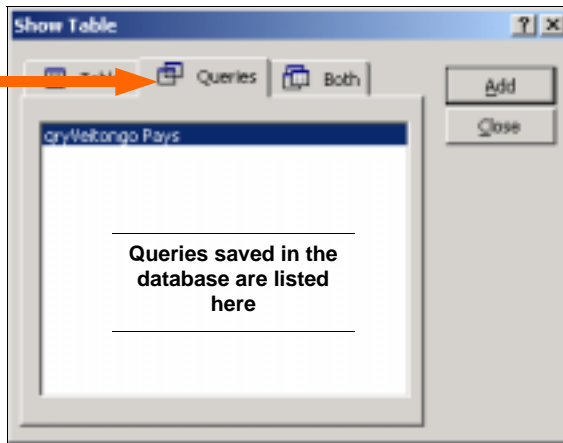 Show Table
Queries
Both
Add
Close
qryVeitongo Pays
Queries saved in the
database are listed
here